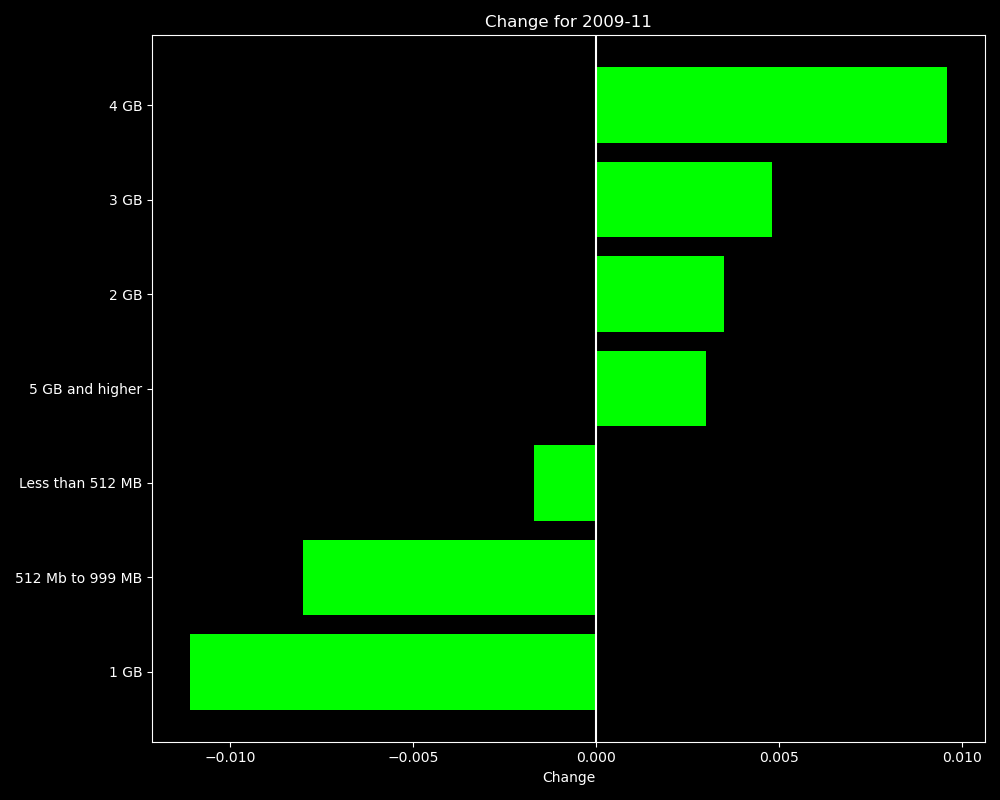 Change for 2009-11
4 GB
3 GB
2 GB
5 GB and higher
Less than 512 MB
512 Mb to 999 MB
1 GB
−0.010 −0.005 0.000 0.005 0.010
Change